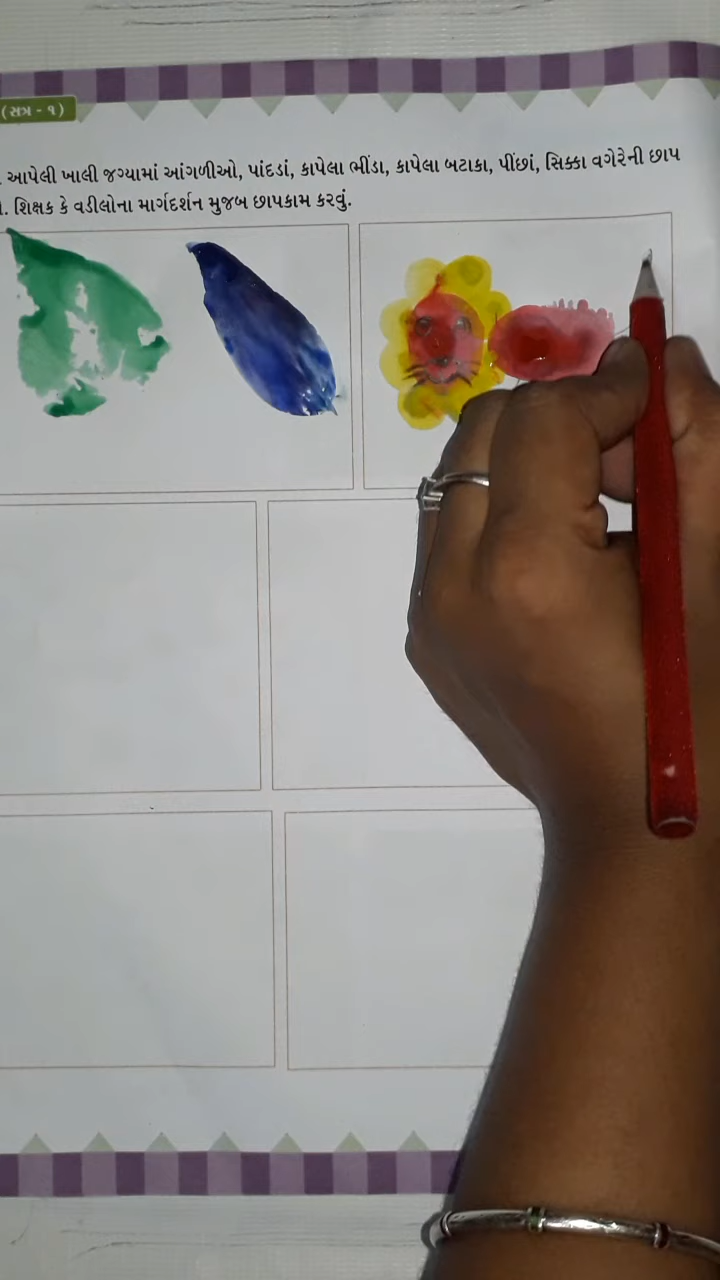 (સત્ર - ૧)
. આપેલી ખાલી જગ્યામાં આંગળીઓ, પાંદડાં, કાપેલા ભીંડા, કાપેલા બટાકા, પીંછાં, સિક્કા વગેરેની છાપ
. શિક્ષક કે વડીલોના માર્ગદર્શન મુજબ છાપકામ કરવું.